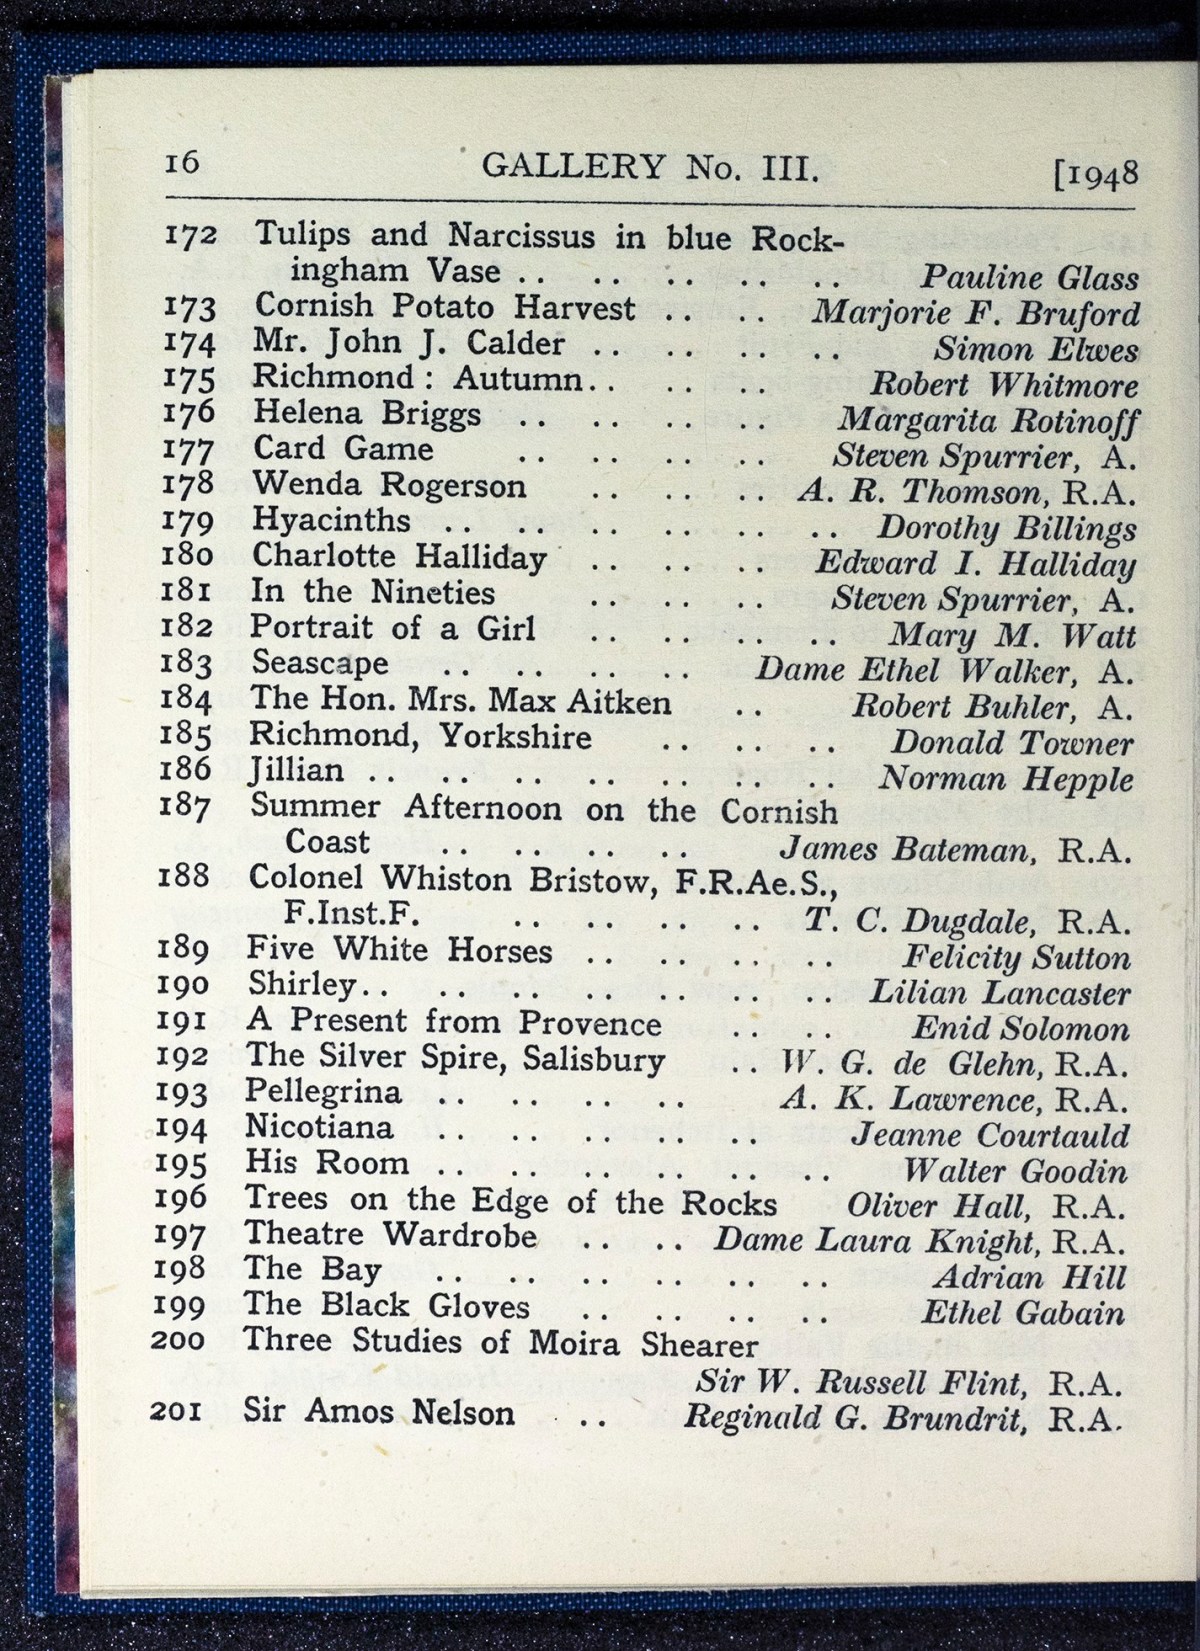 16 GALLERY No. III. [1948
172 Tulips and Narcissus in blue Rock-
ingham Vase .. .. .. .. .. Pauline Glass
173 Cornish Potato Harvest .. .. Marjorie F. Bruford
174 Mr. John J. Calder .. .. .. .. Simon Elwes
175 Richmond : Autumn .. .. .. Robert Whitmore
176 Helena Briggs .. .. .. .. Margarita Rotinoff
177 Card Game .. .. .. .. Steven Spurrier, A.
178 Wenda Rogerson .. .. .. A. R. Thomson, R.A.
179 Hyacinths .. .. .. .. .. .. Dorothy Billings
180 Charlotte Halliday .. .. .. Edward I. Halliday
181 In the Nineties .. .. .. Steven Spurrier, A.
182 Portrait of a Girl .. .. .. .. Mary M. Watt
183 Seascape .. .. .. .. Dame Ethel Walker, A.
184 The Hon. Mrs. Max Aitken .. Robert Buhler, A.
185 Richmond, Yorkshire .. .. .. Donald Towner
186 Jillian .. .. .. .. .. .. .. Norman Hepple
187 Summer Afternoon on the Cornish
Coast .. .. .. .. James Bateman, R.A.
188 Colonel Whiston Bristow, F.R.Ae.S.,
F.Inst.F. .. .. .. .. T. C. Dugdale, R.A.
189 Five White Horses .. .. .. .. Felicity Sutton
190 Shirley .. .. .. .. .. .. .. Lilian Lancaster
191 A Present from Provence .. .. Enid Solomon
192 The Silver Spire, Salisbury .. W. G. de Glehn, R.A.
193 Pellegrina .. .. .. .. A. K. Lawrence, R.A.
194 Nicotiana .. .. .. .. .. Jeanne Courtauld
195 His Room .. .. .. .. .. .. Walter Goodin
196 Trees on the Edge of the Rocks Oliver Hall, R.A.
197 Theatre Wardrobe .. .. Dame Laura Knight, R.A.
198 The Bay .. .. .. .. .. .. Adrian Hill
199 The Black Gloves .. .. .. .. Ethel Gabain
200 Three Studies of Moira Shearer
Sir W. Russell Flint, R.A.
201 Sir Amos Nelson .. Reginald G. Brundrit, R.A.